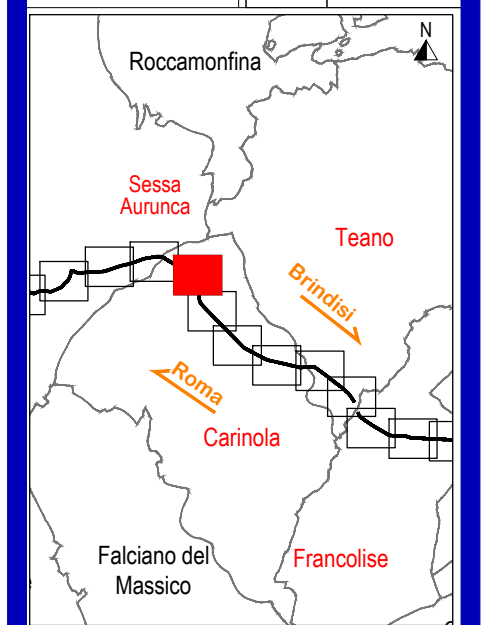 N
Roccamonfina
Sessa
Aurunca
Teano
Brindisi
Roma
Carinola
Falciano del
Massico
Francolise